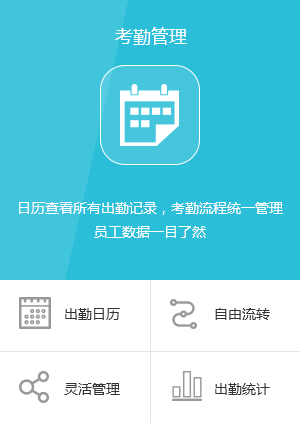 考勤管理
日历查看所有出勤记录，考勤流程统一管理
员工数据一目了然
出勤日历
自由流转
灵活管理
出勤统计